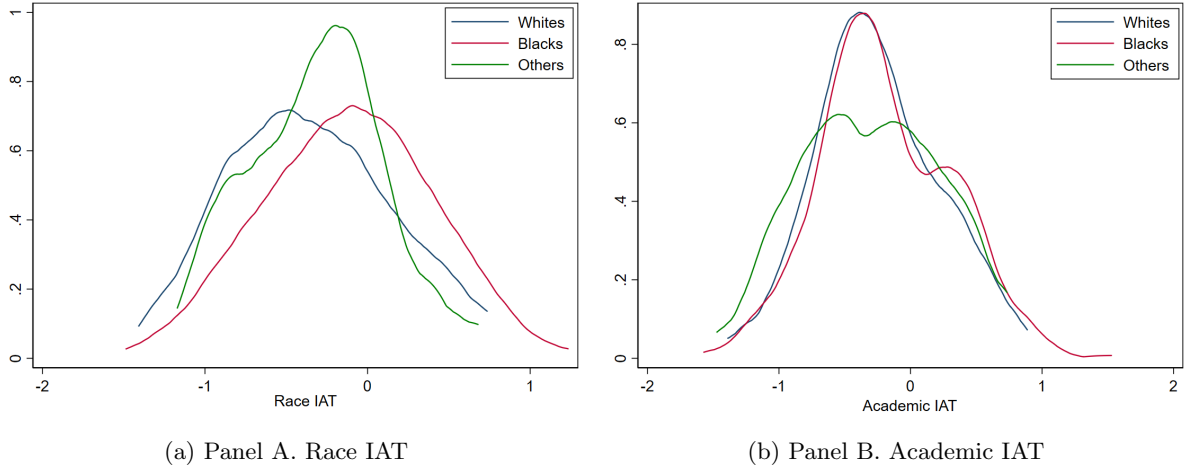 1
.8
.6
.4
.2
0
-2
-1
0
1
Race IAT
Whites
Blacks
Others
(a) Panel A. Race IAT
.8
.6
.4
.2
0
-2
-1
0
1
2
Academic IAT
Whites
Blacks
Others
(b) Panel B. Academic IAT